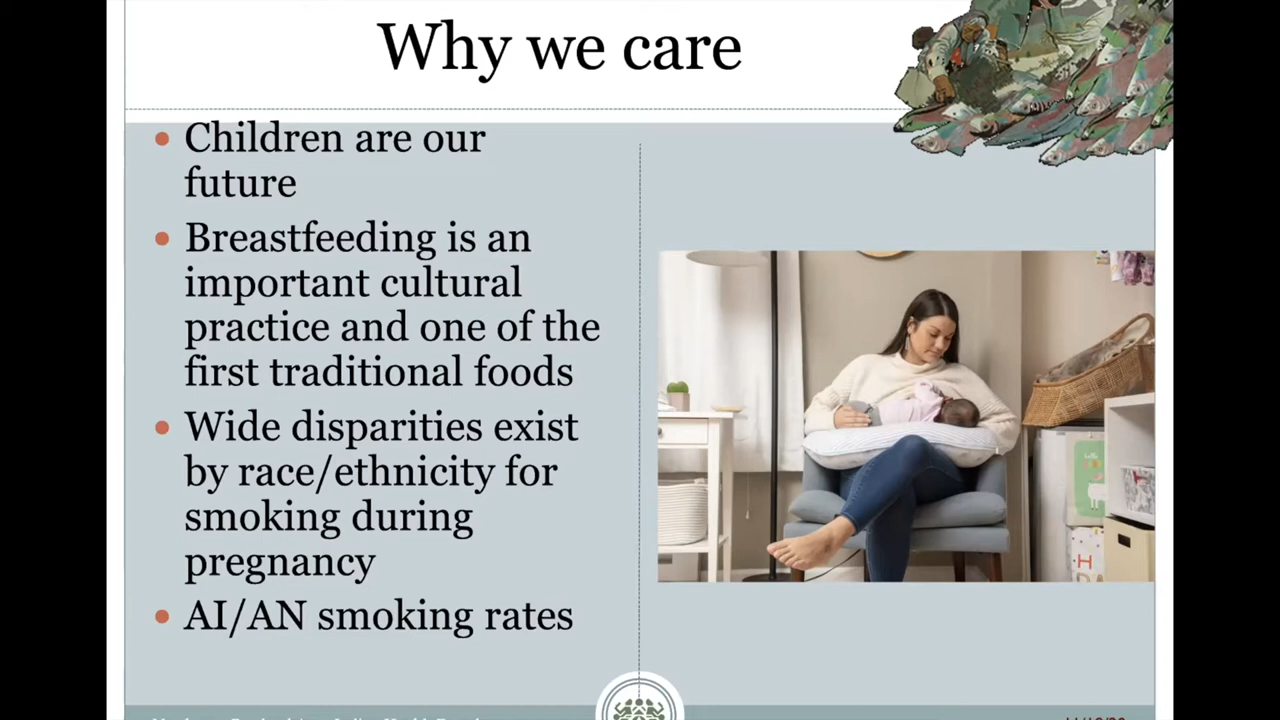 Why we care
Children are our
future
Breastfeeding is an
important cultural
practice and one of the
first traditional foods
Wide disparities exist
by race/ethnicity for
smoking during
pregnancy
AI/AN smoking rates